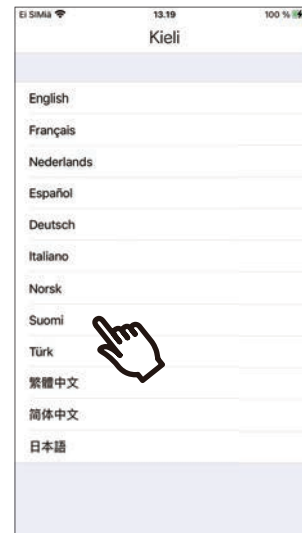 Ei SIMiä 13.19 100 %
Kieli
English
Français
Nederlands
Español
Deutsch
Italiano
Norsk
Suomi
Türk
繁體中文
简体中文
日本語